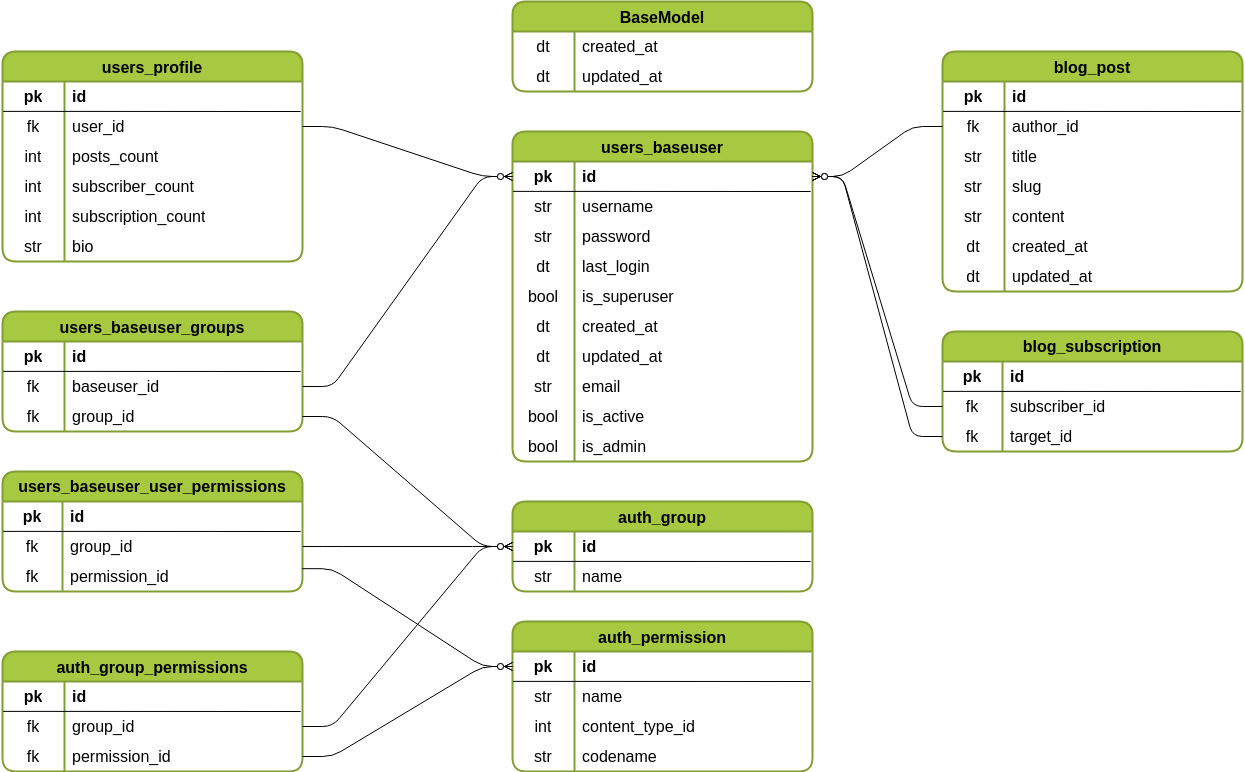 BaseModel
dt created_at
dt updated_at
users_profile
pk id
fk user_id
int posts_count
int subscriber_count
int subscription_count
str bio
users_baseuser
pk id
str username
str password
dt last_login
bool is_superuser
dt created_at
dt updated_at
str email
bool is_active
bool is_admin
blog_post
pk id
fk author_id
str title
str slug
str content
dt created_at
dt updated_at
users_baseuser_groups
pk id
fk baseuser_id
fk group_id
blog_subscription
pk id
fk subscriber_id
fk target_id
users_baseuser_user_permissions
pk id
fk group_id
fk permission_id
auth_group
pk id
str name
auth_group_permissions
pk id
fk group_id
fk permission_id
auth_permission
pk id
str name
int content_type_id
str codename